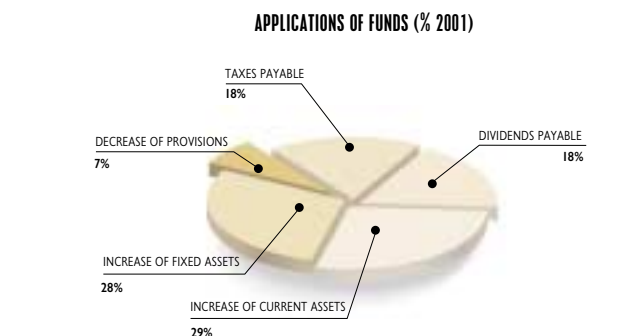 APPLICATIONS OF FUNDS (% 2001)
TAXES PAYABLE
18%
DECREASE OF PROVISIONS
7%
DIVIDENDS PAYABLE
18%
INCREASE OF FIXED ASSETS
28%
INCREASE OF CURRENT ASSETS
29%